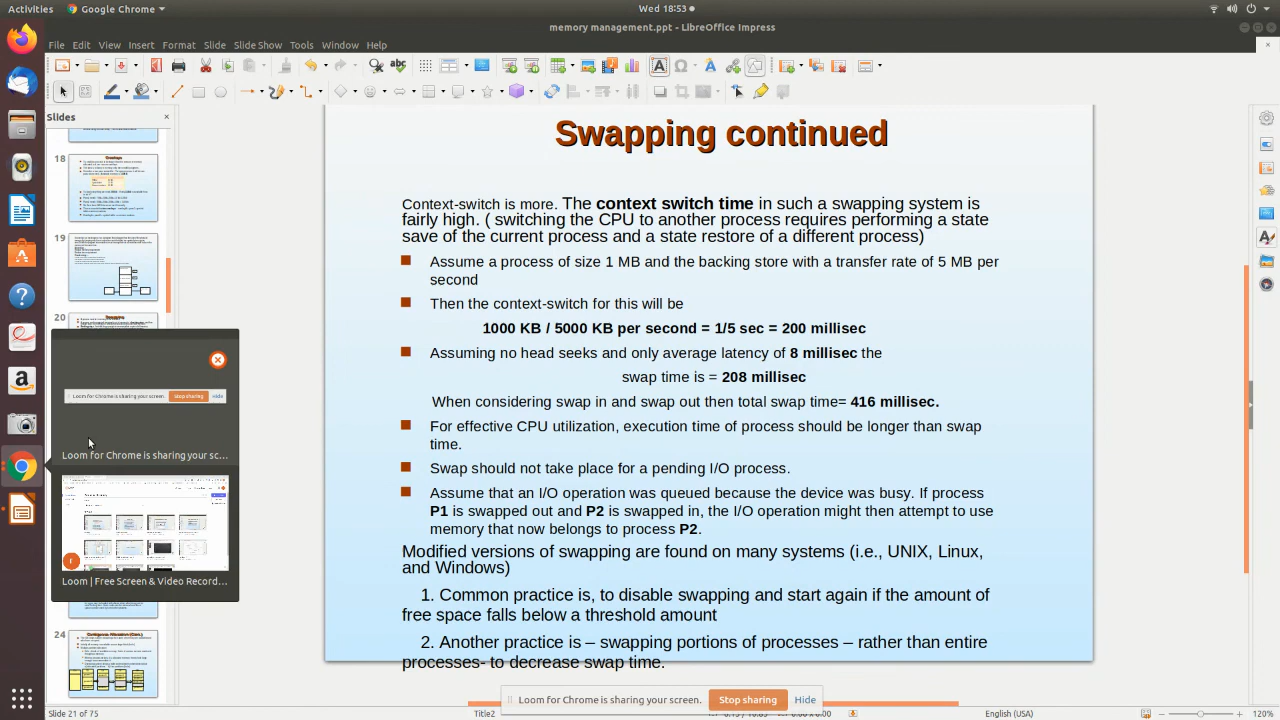 Activities Google Chrome Wed 18:53
memory management.ppt - LibreOffice Impress
File Edit View Insert Format Slide Slide Show Tools Window Help
Slides
18
19
20
24
Loom for Chrome is sharing your screen. Stop sharing Hide
Loom for Chrome is sharing your sc...
Loom | Free Screen & Video Record...
Swapping continued
Context-switch is more. The context switch time in such a swapping system is
fairly high. ( switching the CPU to another process requires performing a state
save of the current process and a state restore of a different process)
Assume a process of size 1 MB and the backing store with a transfer rate of 5 MB per
second
Then the context-switch for this will be
1000 KB / 5000 KB per second = 1/5 sec = 200 millisec
Assuming no head seeks and only average latency of 8 millisec the
swap time is = 208 millisec
When considering swap in and swap out then total swap time= 416 millisec.
For effective CPU utilization, execution time of process should be longer than swap
time.
Swap should not take place for a pending I/O process.
Assume that an I/O operation was queued because the device was busy. If process
P1 is swapped out and P2 is swapped in, the I/O operation might then attempt to use
memory that now belongs to process P2.
Modified versions of swapping are found on many systems (i.e., UNIX, Linux,
and Windows)
1. Common practice is, to disable swapping and start again if the amount of
free space falls below a threshold amount
2. Another process is – swapping portions of processes – rather than entire
processes- to decrease swap time.
Loom for Chrome is sharing your screen. Stop sharing Hide
Slide 21 of 75 Title2 English (USA) 120%